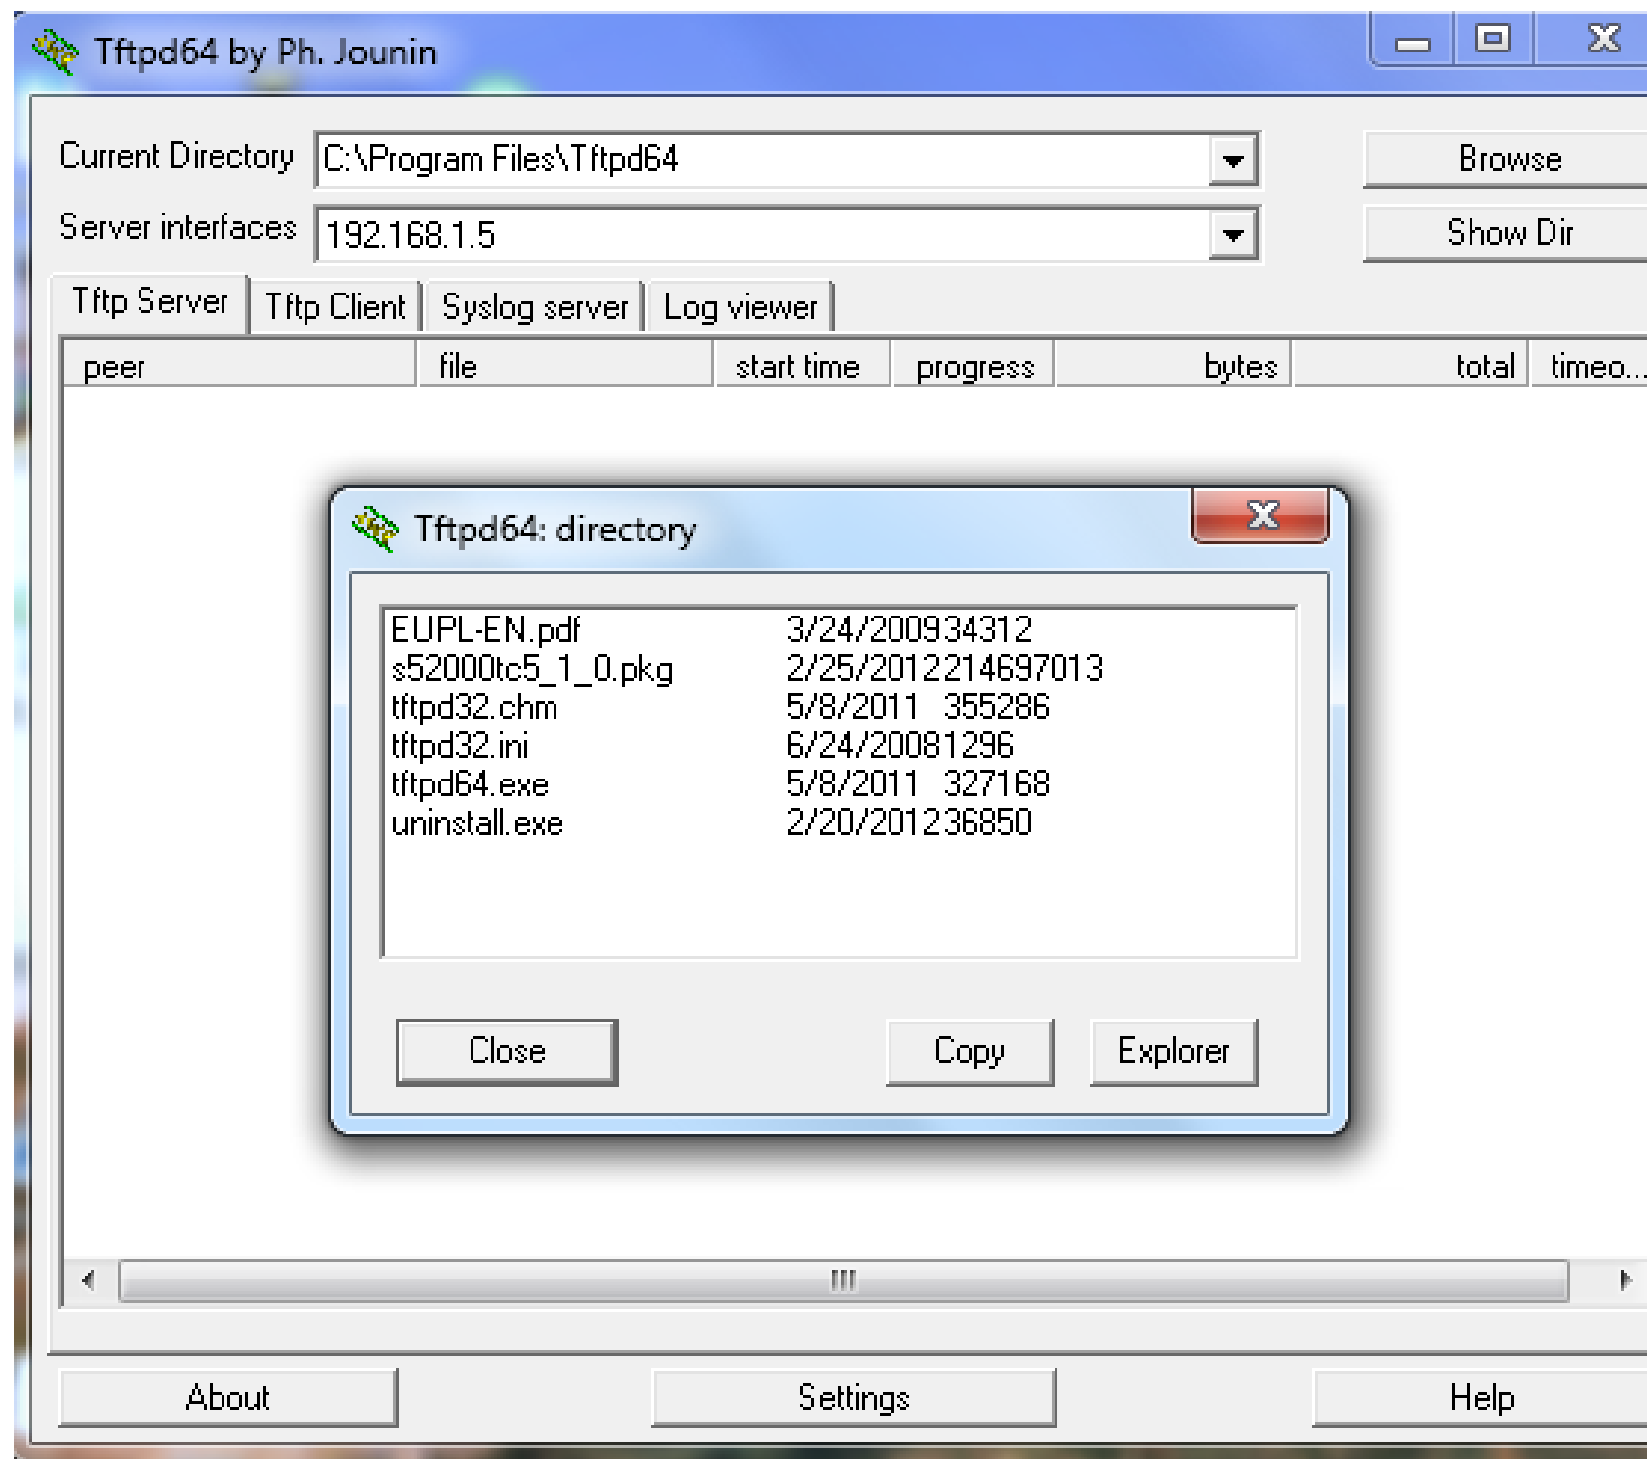 Tftpd64 by Ph. Jounin
Current Directory C:\Program Files\Tftpd64 Browse
Server interfaces 192.168.1.5 Show Dir
Tftp Server Tftp Client Syslog server Log viewer
peer file start time progress bytes total timeo...
Tftpd64: directory
EUPL-EN.pdf 3/24/200934312
s52000tc5_1_0.pkg 2/25/2012214697013
tftpd32.chm 5/8/2011 355286
tftpd32.ini 6/24/20081296
tftpd64.exe 5/8/2011 327168
uninstall.exe 2/20/201236850
Close Copy Explorer
About Settings Help